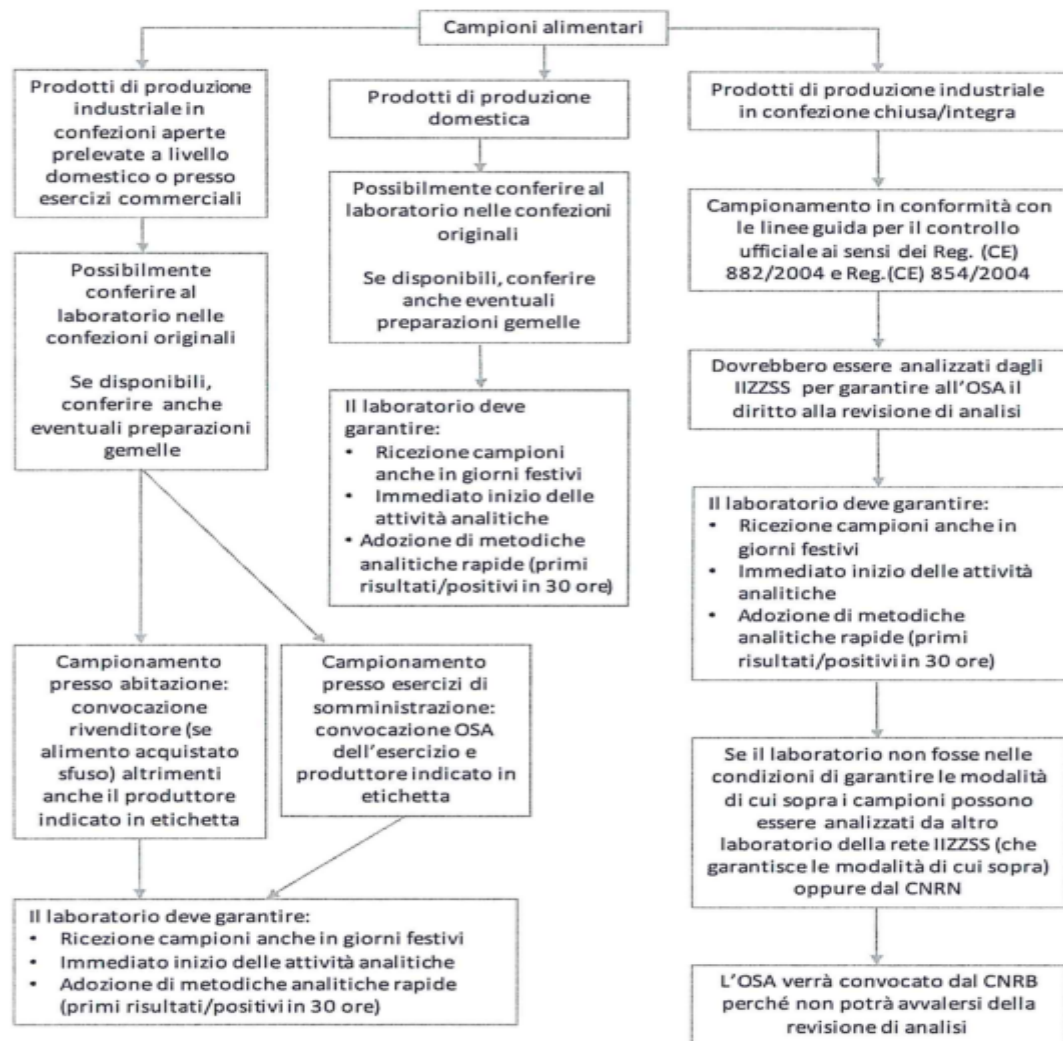 Campioni alimentari
Prodotti di produzione
industriale in
confezioni aperte
prelevate a livello
domestico o presso
esercizi commerciali
Possibilmente
conferire al
laboratorio nelle
confezioni originali
Se disponibili,
conferire anche
eventuali preparazioni
gemelle
Campionamento
presso abitazione:
convocazione
rivenditore (se
alimento acquistato
sfuso) altrimenti
anche il produttore
indicato in etichetta
Campionamento
presso esercizi di
somministrazione:
convocazione OSA
dell'esercizio e
produttore indicato in
etichetta
Il laboratorio deve garantire:
• Ricezione campioni anche in giorni festivi
• Immediato inizio delle attività analitiche
• Adozione di metodiche analitiche rapide
(primi risultati/positivi in 30 ore)
Prodotti di produzione
domestica
Possibilmente conferire al
laboratorio nelle confezioni
originali
Se disponibili, conferire
anche eventuali
preparazioni gemelle
Il laboratorio deve
garantire:
• Ricezione campioni
anche in giorni festivi
• Immediato inizio delle
attività analitiche
• Adozione di metodiche
analitiche rapide (primi
risultati/positivi in 30 ore)
Prodotti di produzione industriale
in confezione chiusa/integra
Campionamento in conformità con
le linee guida per il controllo
ufficiale ai sensi dei Reg. (CE)
882/2004 e Reg.(CE) 854/2004
Dovrebbero essere analizzati dagli
IIZZSS per garantire all'OSA il
diritto alla revisione di analisi
Il laboratorio deve garantire:
• Ricezione campioni anche in
giorni festivi
• Immediato inizio delle attività
analitiche
• Adozione di metodiche
analitiche rapide (primi
risultati/positivi in 30 ore)
Se il laboratorio non fosse nelle
condizioni di garantire le modalità
di cui sopra i campioni possono
essere analizzati da altro
laboratorio della rete IIZZSS (che
garantisce le modalità di cui sopra)
oppure dal CNRN
L'OSA verrà convocato dal CNRB
perché non potrà avvalersi della
revisione di analisi